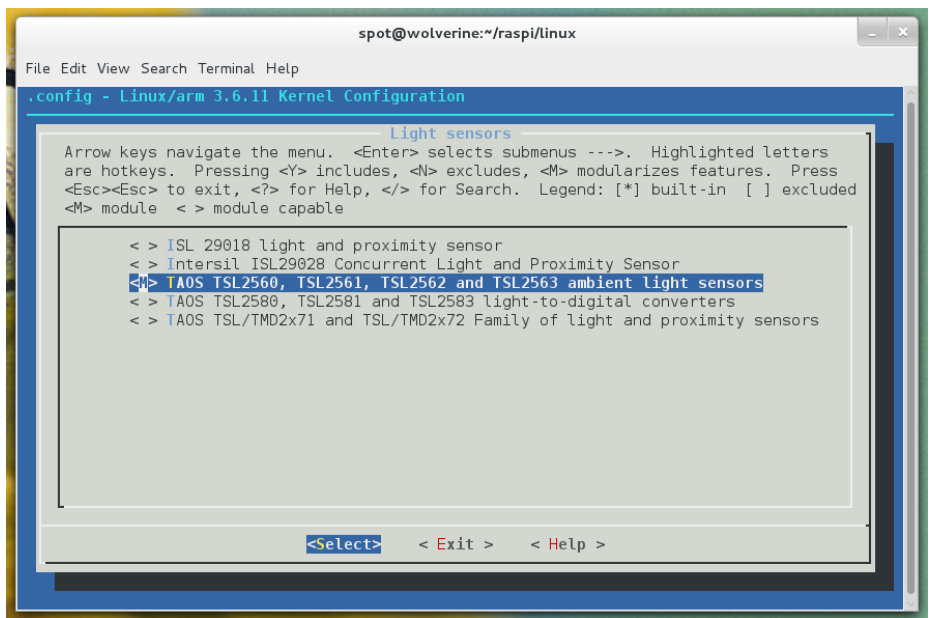 spot@wolverine:~/raspi/linux
File Edit View Search Terminal Help
.config - Linux/arm 3.6.11 Kernel Configuration
Light sensors
Arrow keys navigate the menu.  <Enter> selects submenus --->.  Highlighted letters
are hotkeys.  Pressing <Y> includes, <N> excludes, <M> modularizes features.  Press
<Esc><Esc> to exit, <?> for Help, </> for Search.  Legend: [*] built-in  [ ] excluded
<M> module  < > module capable
< > ISL 29018 light and proximity sensor
< > Intersil ISL29028 Concurrent Light and Proximity Sensor
<M> TAOS TSL2560, TSL2561, TSL2562 and TSL2563 ambient light sensors
< > TAOS TSL2580, TSL2581 and TSL2583 light-to-digital converters
< > TAOS TSL/TMD2x71 and TSL/TMD2x72 Family of light and proximity sensors
<Select>    < Exit >    < Help >